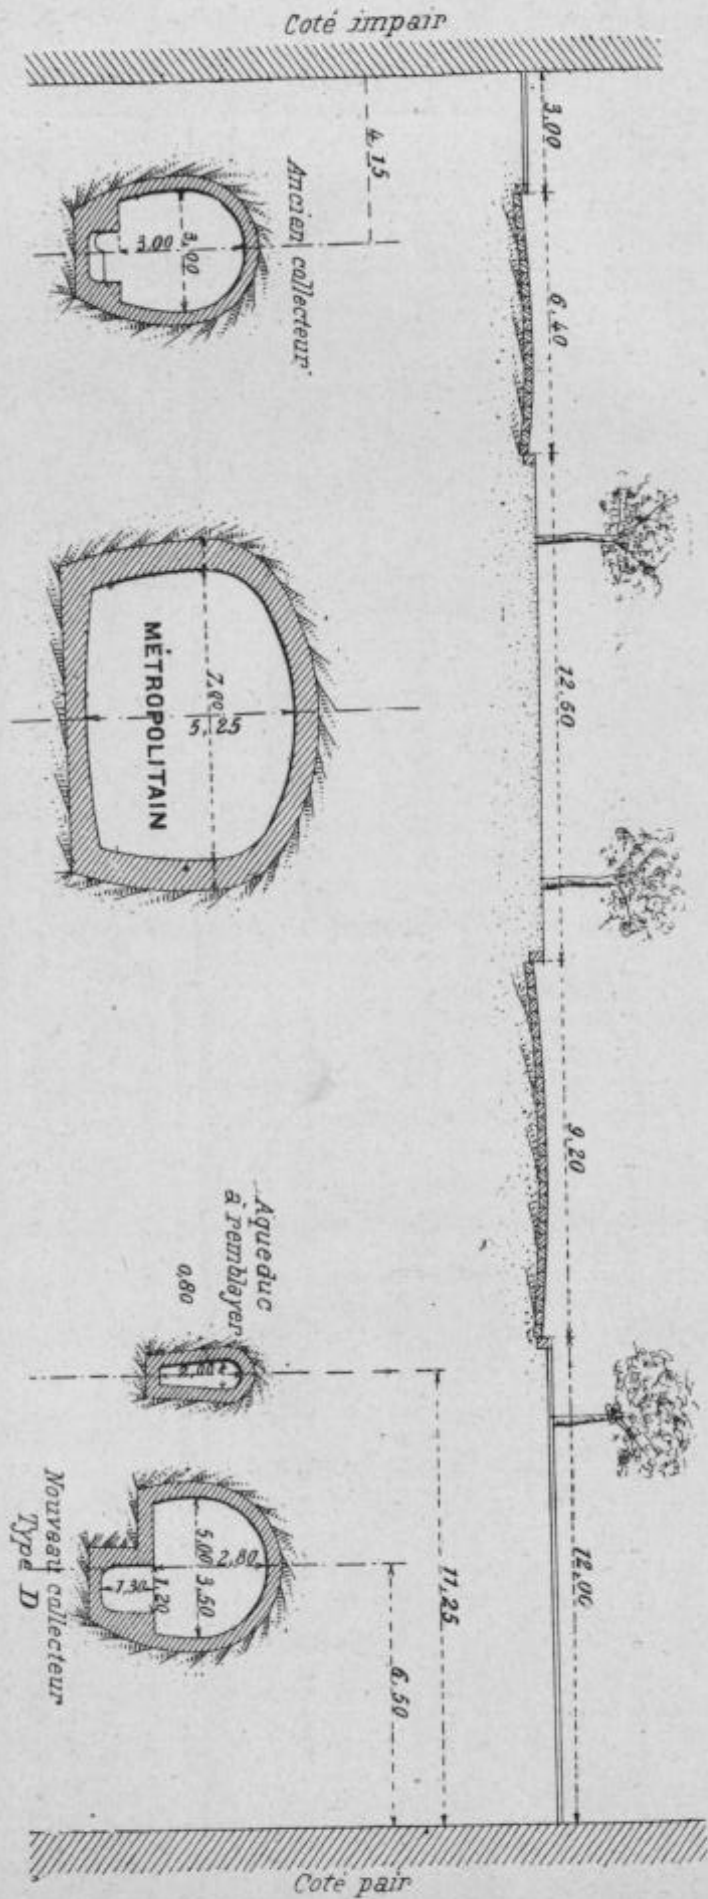 Coté impair
3,00
4,15
Ancien collecteur
3.00
3,00
6,40
12,60
MÉTROPOLITAIN
5,25
9,20
Aqueduc
à remblayer
0,80
2,00
12,00
11,25
6,50
5,00
2,80
3,50
1,20
1,30
Nouveau collecteur
Type D
Coté pair